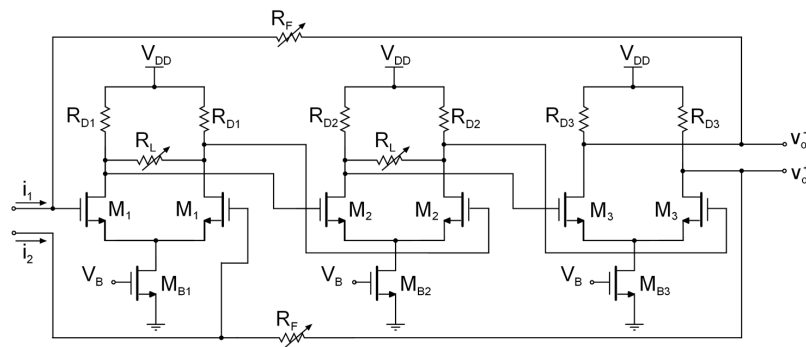 R_F
V_DD V_DD V_DD
R_D1 R_D1 R_D2 R_D2 R_D3 R_D3
R_L R_L
v_o^-
v_o
i_1
M_1 M_1 M_2 M_2 M_3 M_3
i_2
V_B M_B1 V_B M_B2 V_B M_B3
R_F